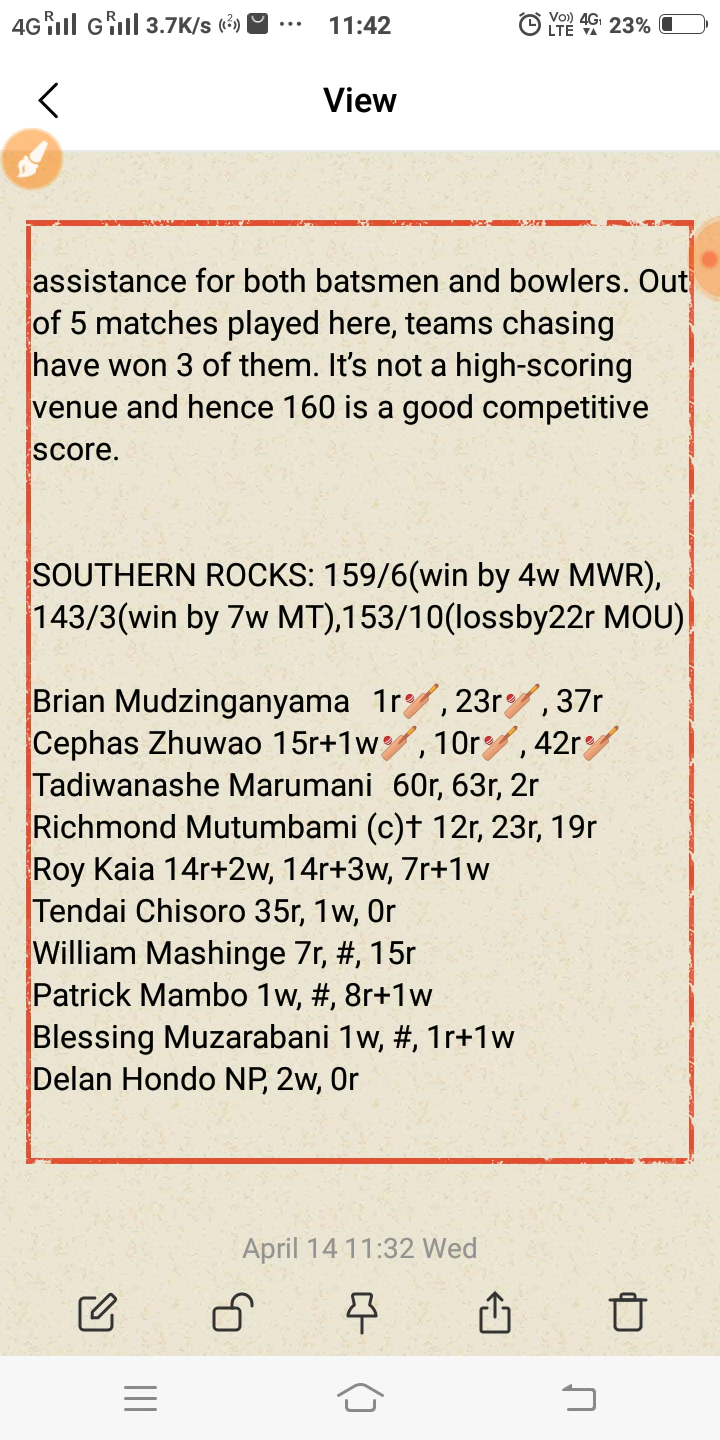 4G R G R 3.7K/s 2 ... 11:42 Vo)) LTE 4G1 23%
View
assistance for both batsmen and bowlers. Out
of 5 matches played here, teams chasing
have won 3 of them. It’s not a high-scoring
venue and hence 160 is a good competitive
score.
SOUTHERN ROCKS: 159/6(win by 4w MWR),
143/3(win by 7w MT),153/10(lossby22r MOU)
Brian Mudzinganyama 1r🏏, 23r🏏, 37r
Cephas Zhuwao 15r+1w🏏, 10r🏏, 42r🏏
Tadiwanashe Marumani 60r, 63r, 2r
Richmond Mutumbami (c)† 12r, 23r, 19r
Roy Kaia 14r+2w, 14r+3w, 7r+1w
Tendai Chisoro 35r, 1w, 0r
William Mashinge 7r, #, 15r
Patrick Mambo 1w, #, 8r+1w
Blessing Muzarabani 1w, #, 1r+1w
Delan Hondo NP, 2w, 0r
April 14 11:32 Wed